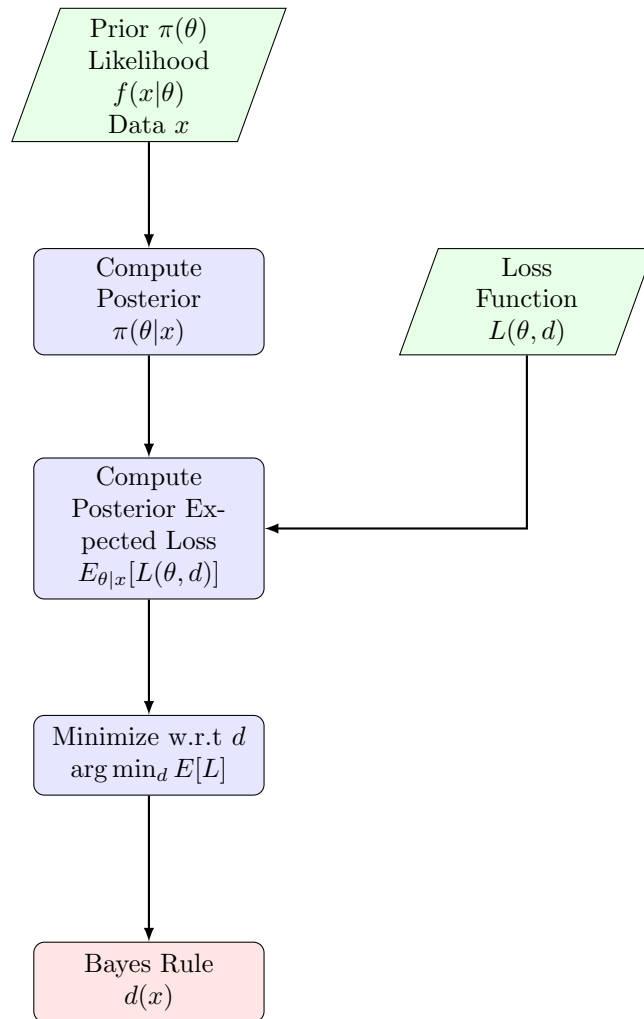 Prior π(θ)
Likelihood
f(x|θ)
Data x
Compute
Posterior
π(θ|x)
Loss
Function
L(θ, d)
Compute
Posterior Ex-
pected Loss
E_{θ|x}[L(θ, d)]
Minimize w.r.t d
arg min_d E[L]
Bayes Rule
d(x)